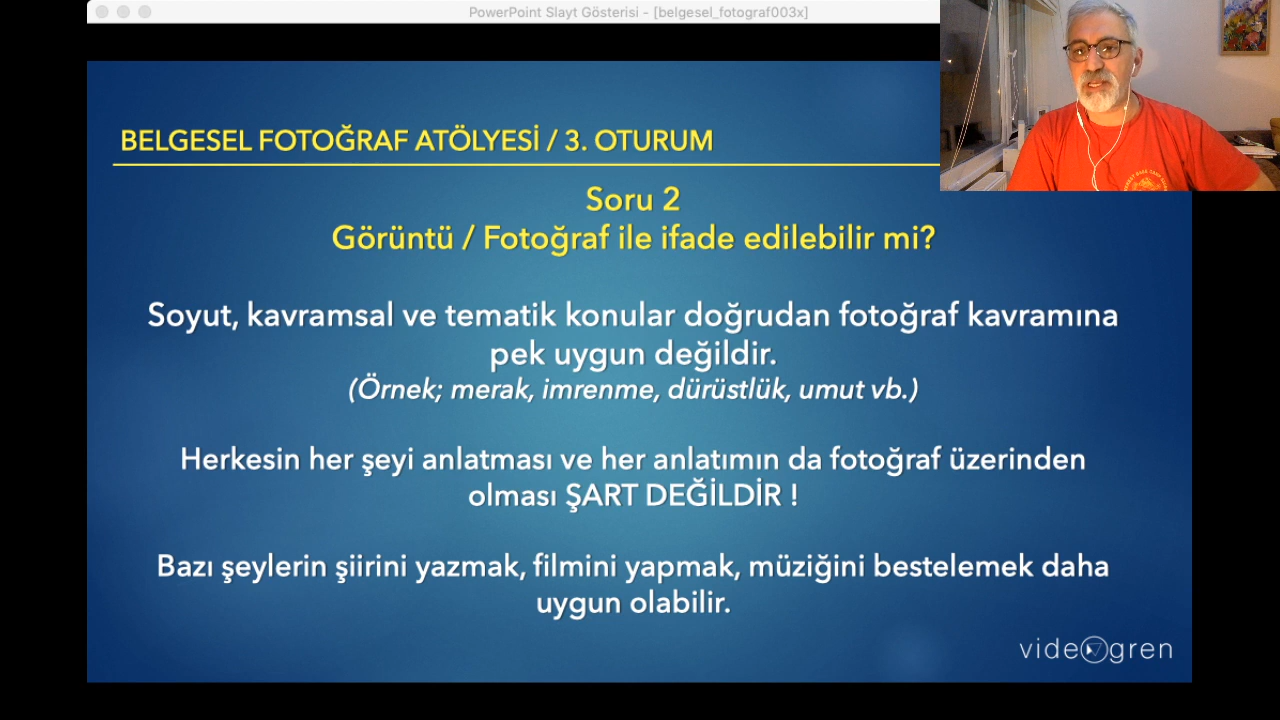 PowerPoint Slayt Gösterisi - [belgesel_fotograf003x]
BELGESEL FOTOĞRAF ATÖLYESİ / 3. OTURUM
Soru 2
Görüntü / Fotoğraf ile ifade edilebilir mi?
Soyut, kavramsal ve tematik konular doğrudan fotoğraf kavramına
pek uygun değildir.
(Örnek; merak, imrenme, dürüstlük, umut vb.)
Herkesin her şeyi anlatması ve her anlatımın da fotoğraf üzerinden
olması ŞART DEĞİLDİR !
Bazı şeylerin şiirini yazmak, filmini yapmak, müziğini bestelemek daha
uygun olabilir.
videogren